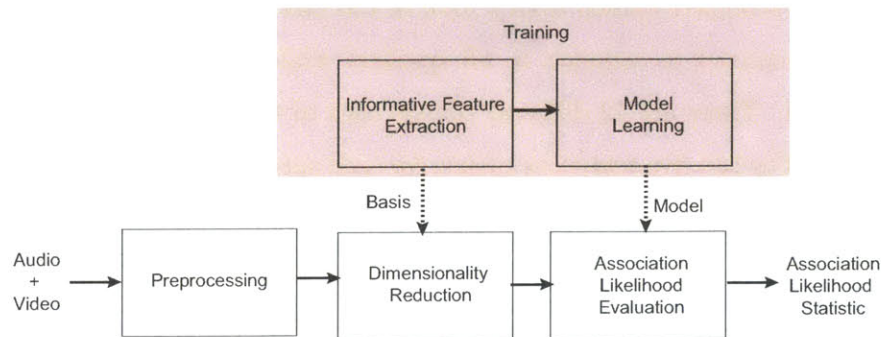 Training
Informative Feature
Extraction
Model
Learning
Basis
Model
Audio
+
Video
Preprocessing
Dimensionality
Reduction
Association
Likelihood
Evaluation
Association
Likelihood
Statistic